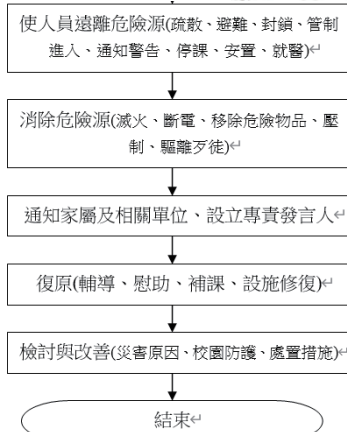 使人員遠離危險源(疏散、避難、封鎖、管制
進入、通知警告、停課、安置、就醫)↵
消除危險源(滅火、斷電、移除危險物品、壓
制、驅離歹徒)↵
通知家屬及相關單位、設立專責發言人↵
復原(輔導、慰助、補課、設施修復)↵
檢討與改善(災害原因、校園防護、處置措施)↵
結束↵